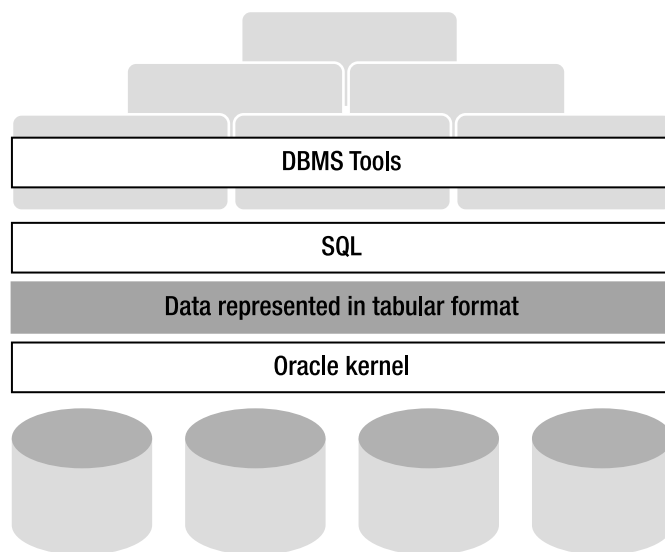 DBMS Tools
SQL
Data represented in tabular format
Oracle kernel